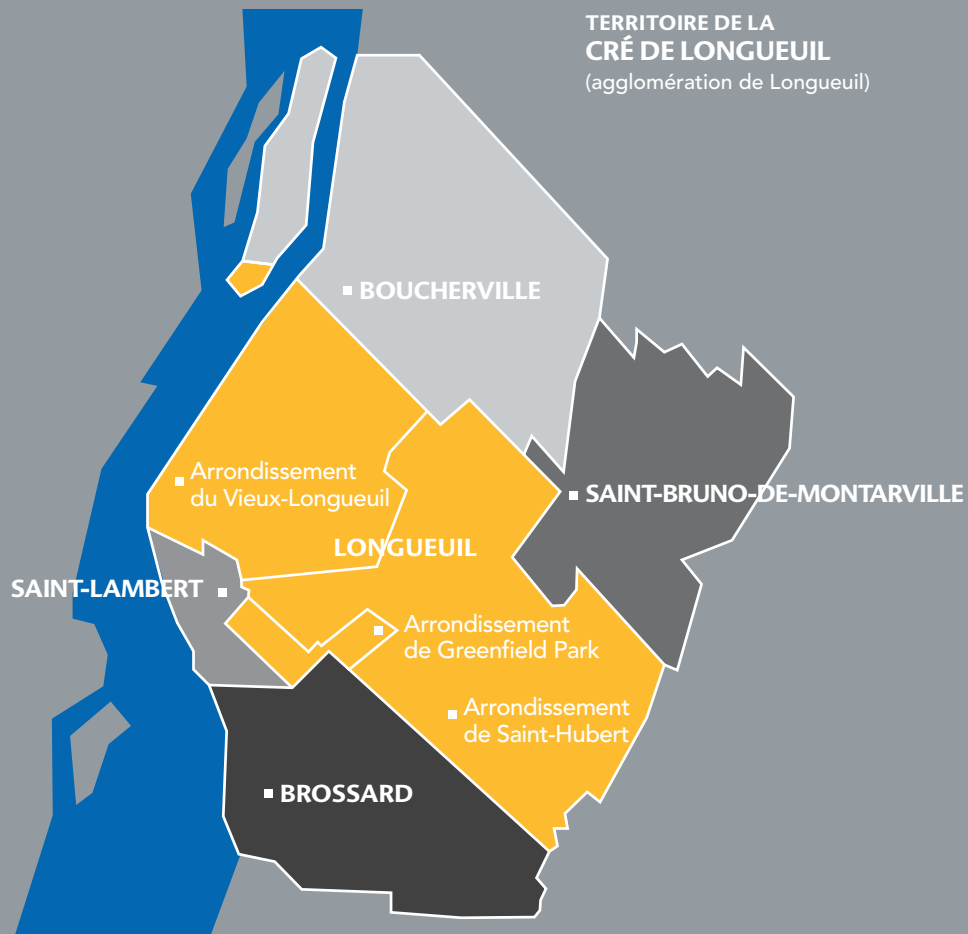 TERRITOIRE DE LA
CRÉ DE LONGUEUIL
(agglomération de Longueuil)
BOUCHERVILLE
Arrondissement
du Vieux-Longueuil
SAINT-BRUNO-DE-MONTARVILLE
LONGUEUIL
SAINT-LAMBERT
Arrondissement
de Greenfield Park
Arrondissement
de Saint-Hubert
BROSSARD